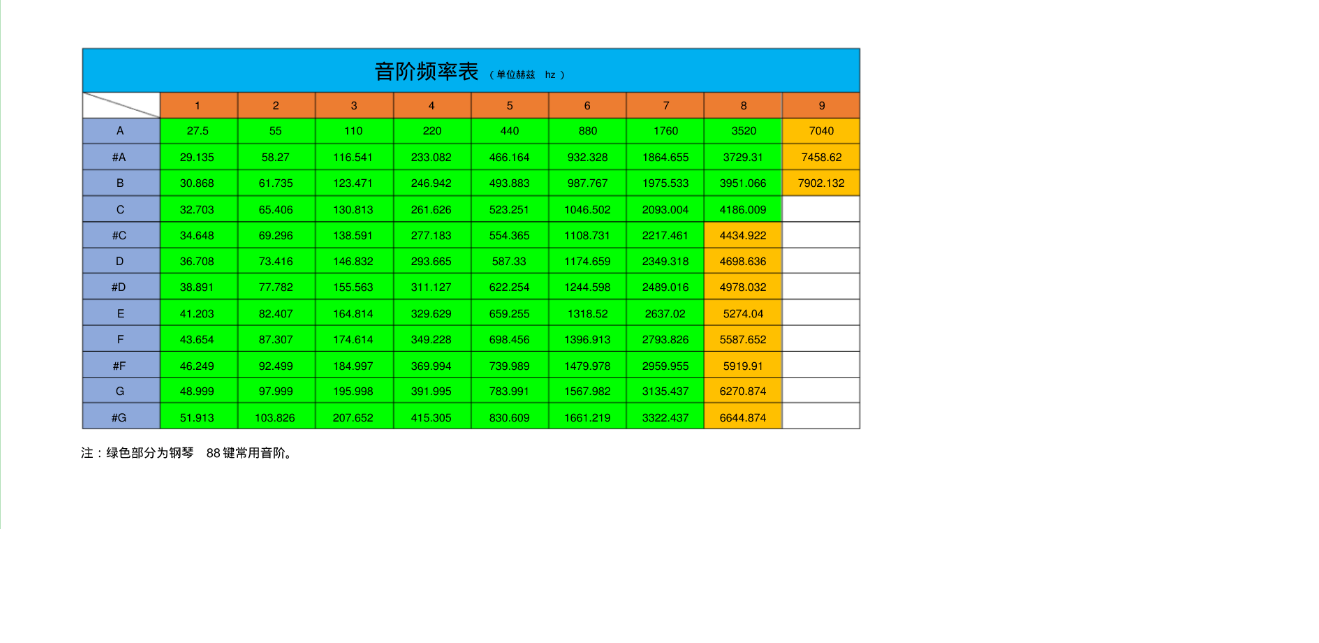 音阶频率表 （单位赫兹 hz ）
1 2 3 4 5 6 7 8 9
A 27.5 55 110 220 440 880 1760 3520 7040
#A 29.135 58.27 116.541 233.082 466.164 932.328 1864.655 3729.31 7458.62
B 30.868 61.735 123.471 246.942 493.883 987.767 1975.533 3951.066 7902.132
C 32.703 65.406 130.813 261.626 523.251 1046.502 2093.004 4186.009
#C 34.648 69.296 138.591 277.183 554.365 1108.731 2217.461 4434.922
D 36.708 73.416 146.832 293.665 587.33 1174.659 2349.318 4698.636
#D 38.891 77.782 155.563 311.127 622.254 1244.598 2489.016 4978.032
E 41.203 82.407 164.814 329.629 659.255 1318.52 2637.02 5274.04
F 43.654 87.307 174.614 349.228 698.456 1396.913 2793.826 5587.652
#F 46.249 92.499 184.997 369.994 739.989 1479.978 2959.955 5919.91
G 48.999 97.999 195.998 391.995 783.991 1567.982 3135.437 6270.874
#G 51.913 103.826 207.652 415.305 830.609 1661.219 3322.437 6644.874
注：绿色部分为钢琴 88键常用音阶。